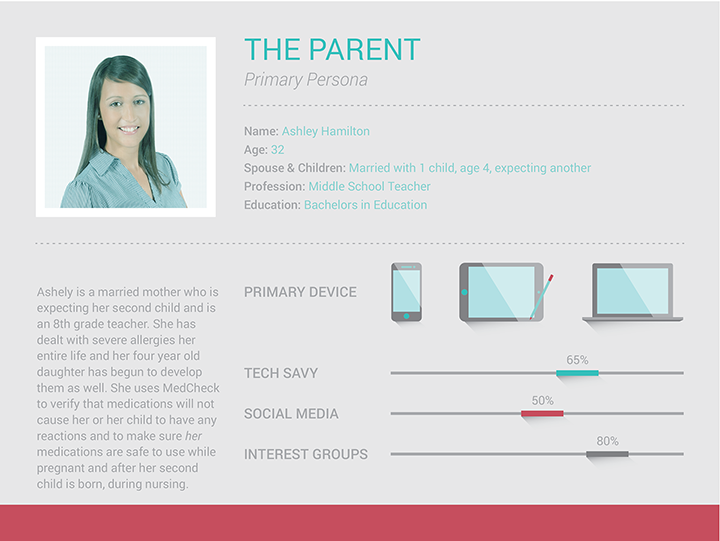 THE PARENT
Primary Persona
Name: Ashley Hamilton
Age: 32
Spouse & Children: Married with 1 child, age 4, expecting another
Profession: Middle School Teacher
Education: Bachelors in Education
Ashely is a married mother who is
expecting her second child and is
an 8th grade teacher. She has
dealt with severe allergies her
entire life and her four year old
daughter has begun to develop
them as well. She uses MedCheck
to verify that medications will not
cause her or her child to have any
reactions and to make sure her
medications are safe to use while
pregnant and after her second
child is born, during nursing.
PRIMARY DEVICE
TECH SAVY
65%
SOCIAL MEDIA
50%
INTEREST GROUPS
80%